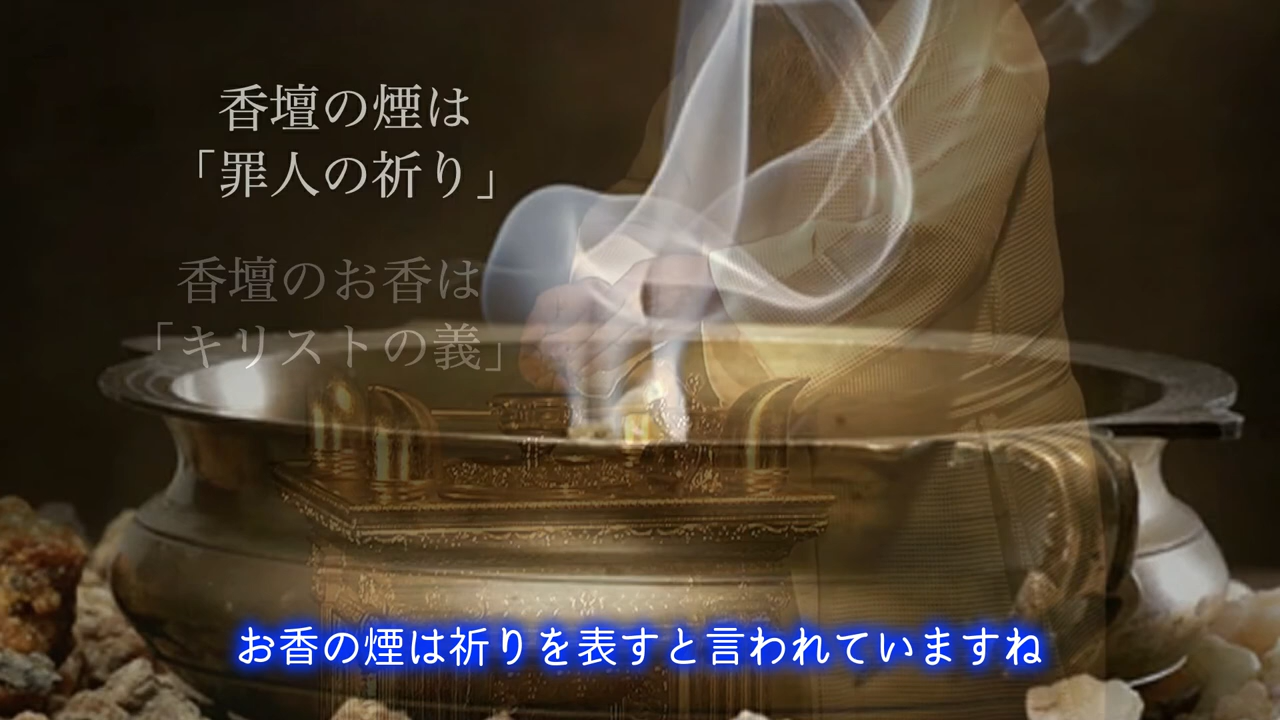 香壇の煙は
「罪人の祈り」
香壇のお香は
「キリストの義」
お香の煙は祈りを表すと言われていますね